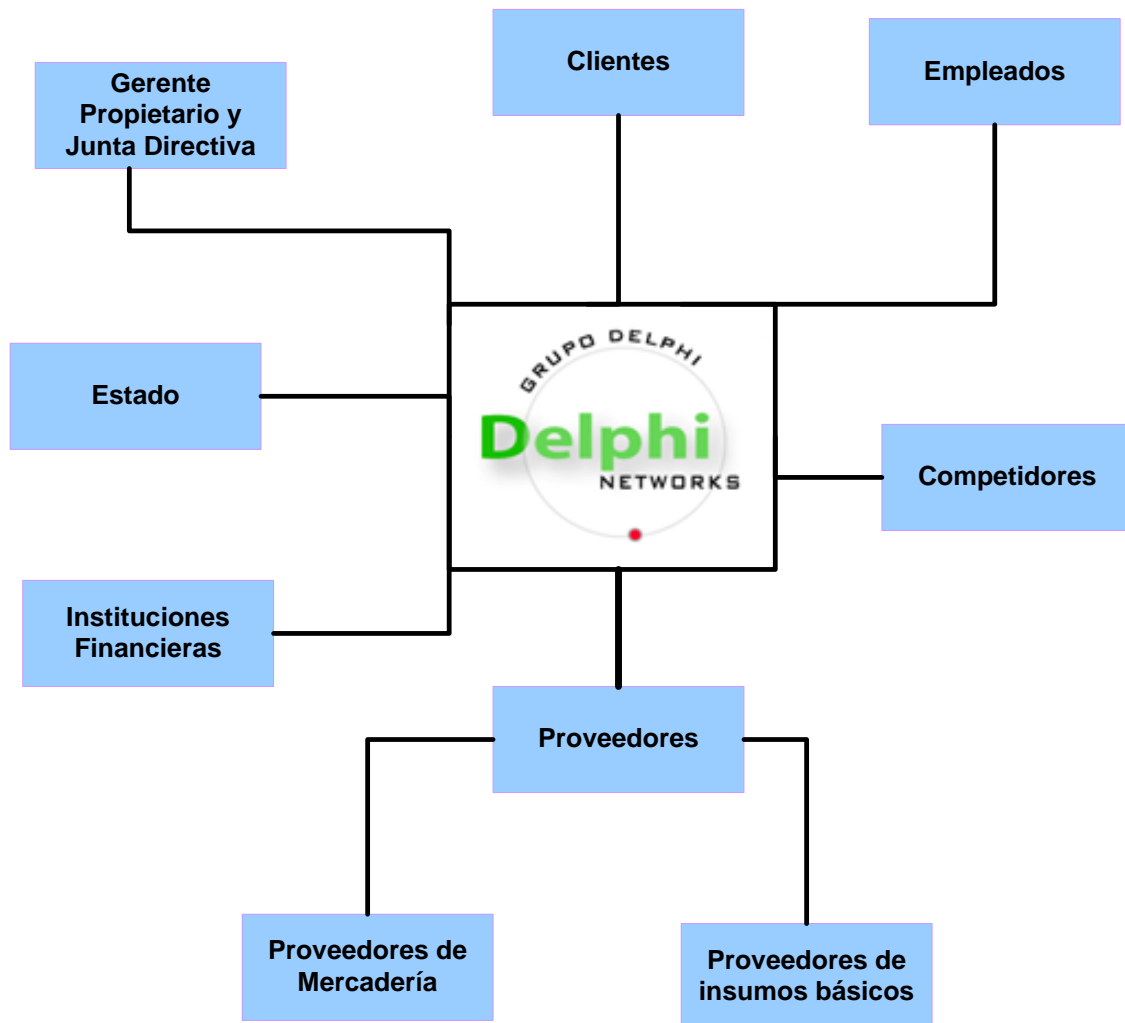 Clientes
Empleados
Gerente
Propietario y
Junta Directiva
GRUPO DELPHI
Delphi
NETWORKS
Estado
Competidores
Instituciones
Financieras
Proveedores
Proveedores de
Mercadería
Proveedores de
insumos básicos